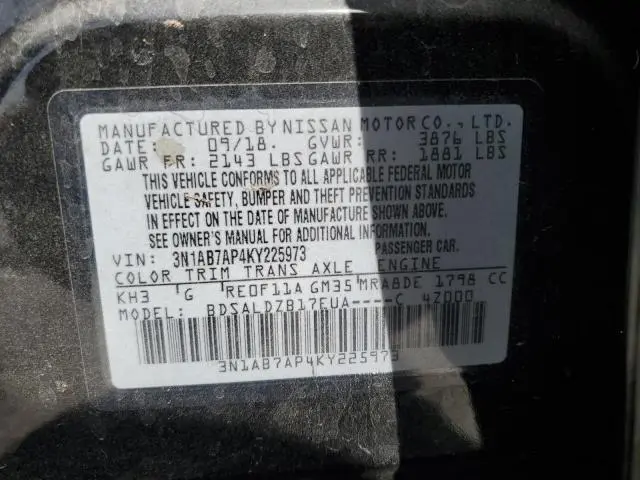 MANUFACTURED BY NISSAN MOTOR CO., LTD.
DATE: 09/18. GVWR: 3876 LBS
GAWR FR: 2143 LBS GAWR RR: 1881 LBS
THIS VEHICLE CONFORMS TO ALL APPLICABLE FEDERAL MOTOR
VEHICLE SAFETY, BUMPER AND THEFT PREVENTION STANDARDS
IN EFFECT ON THE DATE OF MANUFACTURE SHOWN ABOVE.
SEE OWNER'S MANUAL FOR ADDITIONAL INFORMATION.
VIN: 3N1AB7AP4KY225973 PASSENGER CAR.
COLOR TRIM TRANS AXLE ENGINE
KH3 G RE0F11A GM35 MRA8DE 1798 CC
MODEL: BDSALDZB17EUA----C 4Z000
3N1AB7AP4KY225973